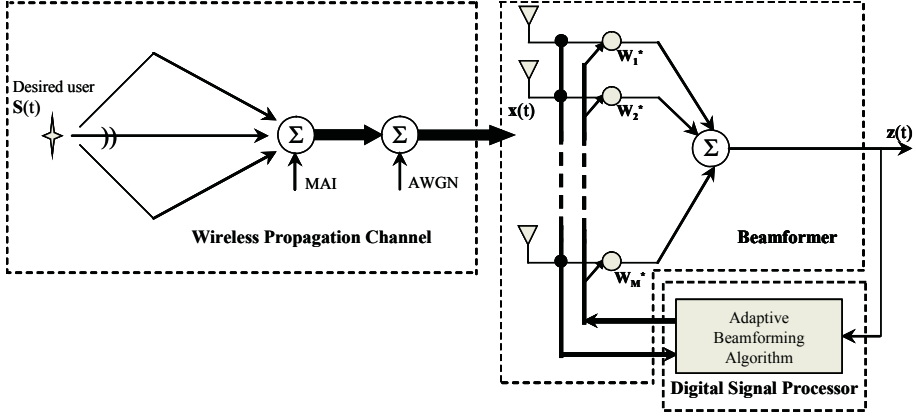 Desired user
S(t)
))
Σ
Σ
MAI
AWGN
Wireless Propagation Channel
x(t)
W1*
W2*
WM*
Σ
z(t)
Beamformer
Adaptive
Beamforming
Algorithm
Digital Signal Processor